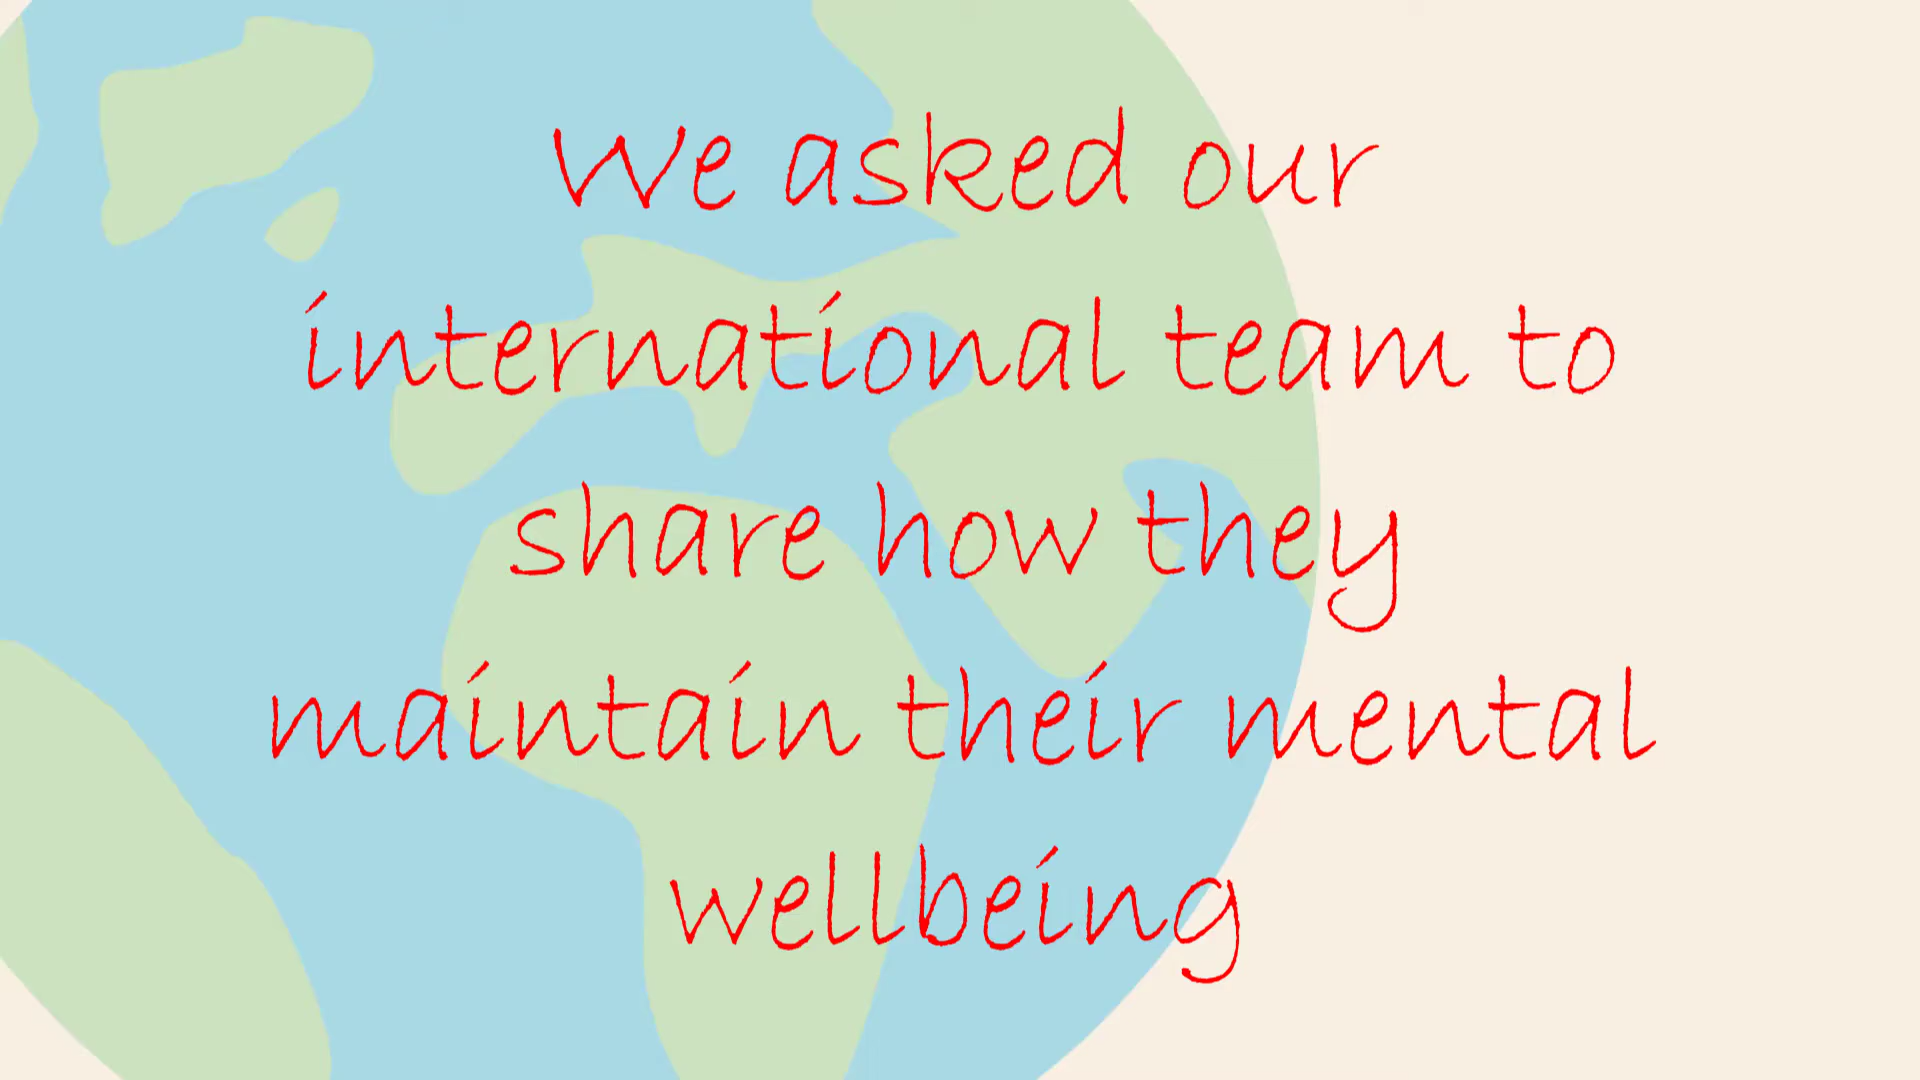 We asked our
international team to
share how they
maintain their mental
wellbeing